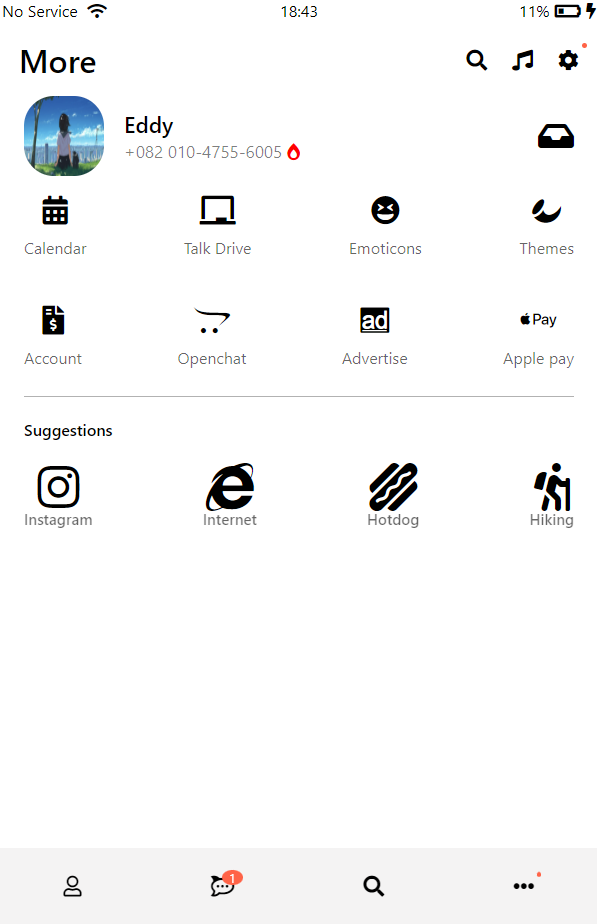 No Service 18:43 11%
More
Eddy
+082 010-4755-6005
Calendar Talk Drive Emoticons Themes
ad Pay
Account Openchat Advertise Apple pay
Suggestions
Instagram Internet Hotdog Hiking
1